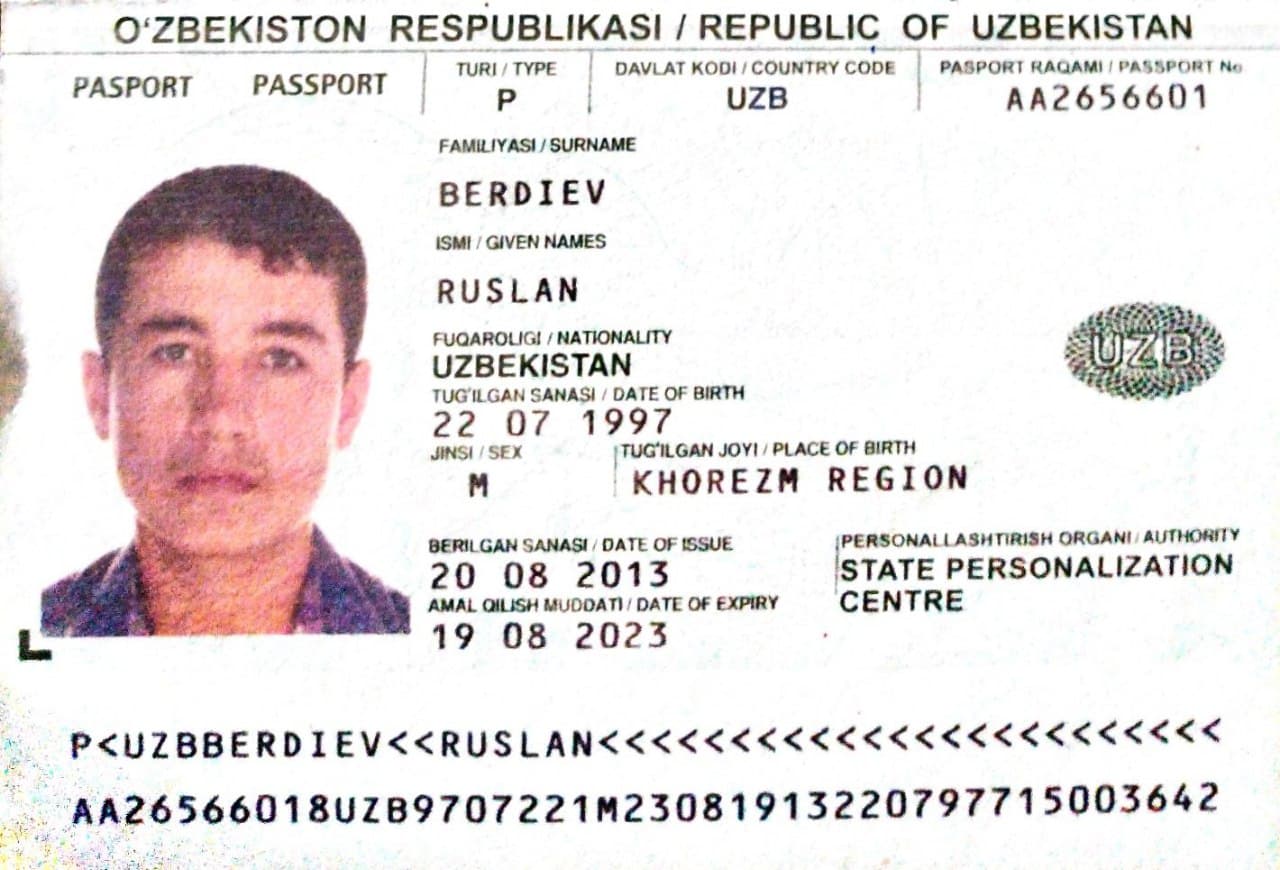 O‘ZBEKISTON RESPUBLIKASI / REPUBLIC OF UZBEKISTAN
PASPORT PASSPORT
TURI / TYPE
P
DAVLAT KODI / COUNTRY CODE
UZB
PASPORT RAQAMI / PASSPORT No
AA2656601
FAMILIYASI / SURNAME
BERDIEV
ISMI / GIVEN NAMES
RUSLAN
FUQAROLIGI / NATIONALITY
UZBEKISTAN
TUG‘ILGAN SANASI / DATE OF BIRTH
22 07 1997
JINSI / SEX
M
TUG‘ILGAN JOYI / PLACE OF BIRTH
KHOREZM REGION
UZB
BERILGAN SANASI / DATE OF ISSUE
20 08 2013
PERSONALLASHTIRISH ORGANI / AUTHORITY
STATE PERSONALIZATION
CENTRE
AMAL QILISH MUDDATI / DATE OF EXPIRY
19 08 2023
P<UZBBERDIEV<<RUSLAN<<<<<<<<<<<<<<<<<<<<<<<<
AA26566018UZB9707221M23081913220797715003642